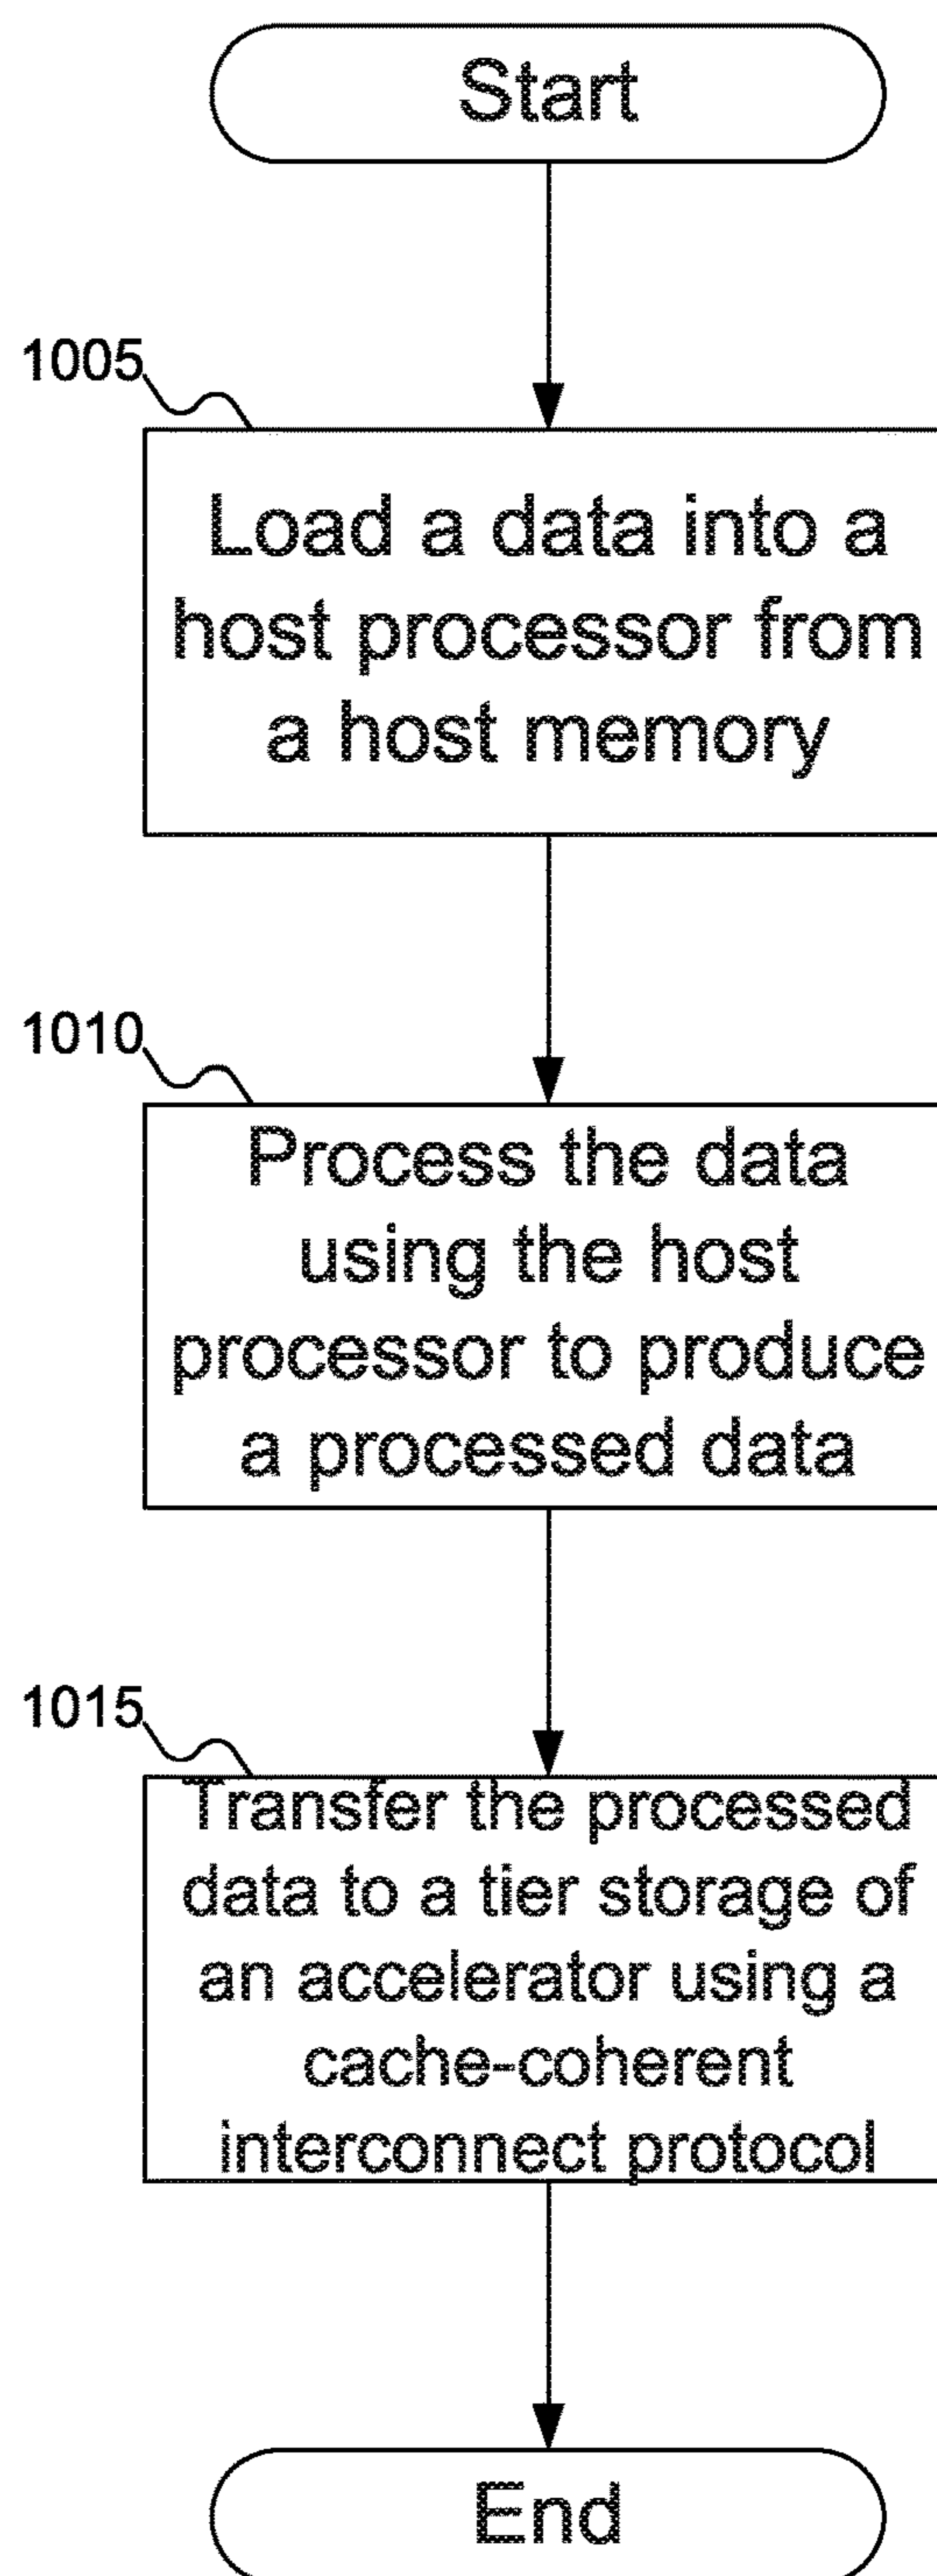 Start
1005
Load a data into a
host processor from
a host memory
1010
Process the data
using the host
processor to produce
a processed data
1015
Transfer the processed
data to a tier storage of
an accelerator using a
cache-coherent
interconnect protocol
End